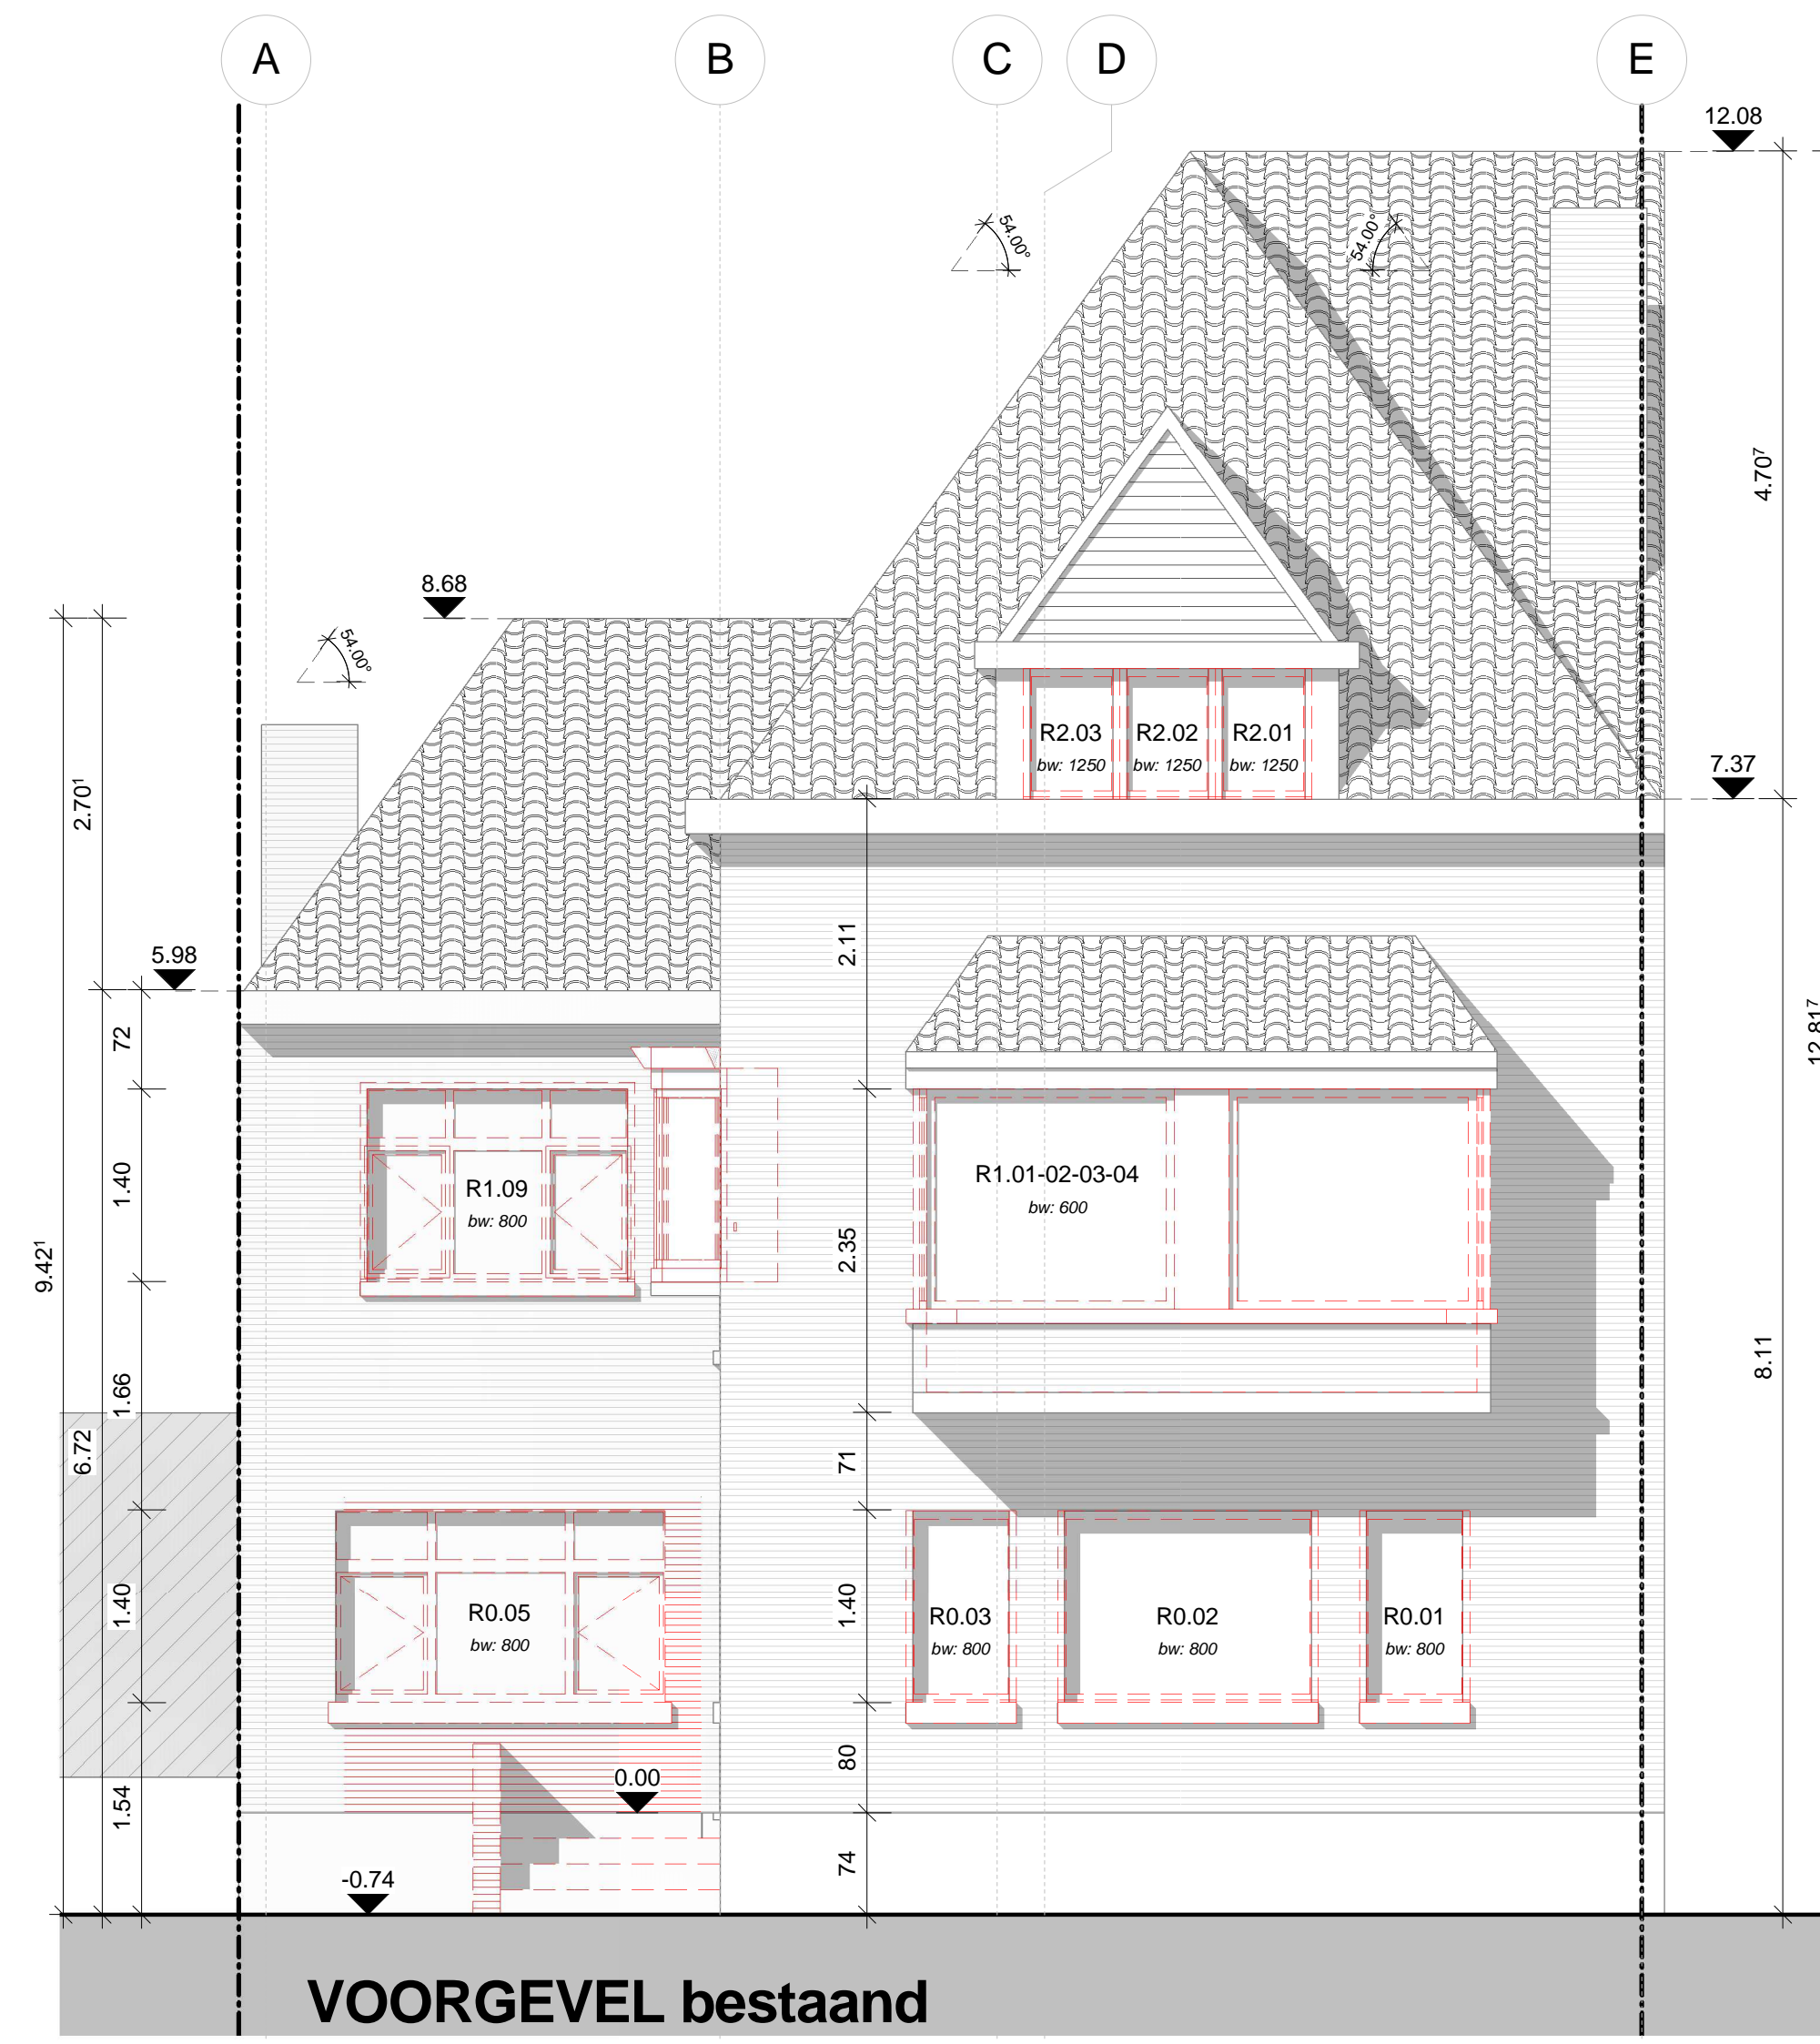 A
B
C
D
E
12.08
54.00°
54.00°
4.70⁷
8.68
54.00°
2.70¹
R2.03
R2.02
R2.01
bw: 1250
bw: 1250
bw: 1250
7.37
2.11
5.98
72
12.81⁷
1.40
R1.09
bw: 800
R1.01-02-03-04
bw: 600
9.42¹
2.35
8.11
1.66
6.72
71
1.40
R0.05
bw: 800
1.40
R0.03
bw: 800
R0.02
bw: 800
R0.01
bw: 800
80
0.00
1.54
74
-0.74
VOORGEVEL bestaand